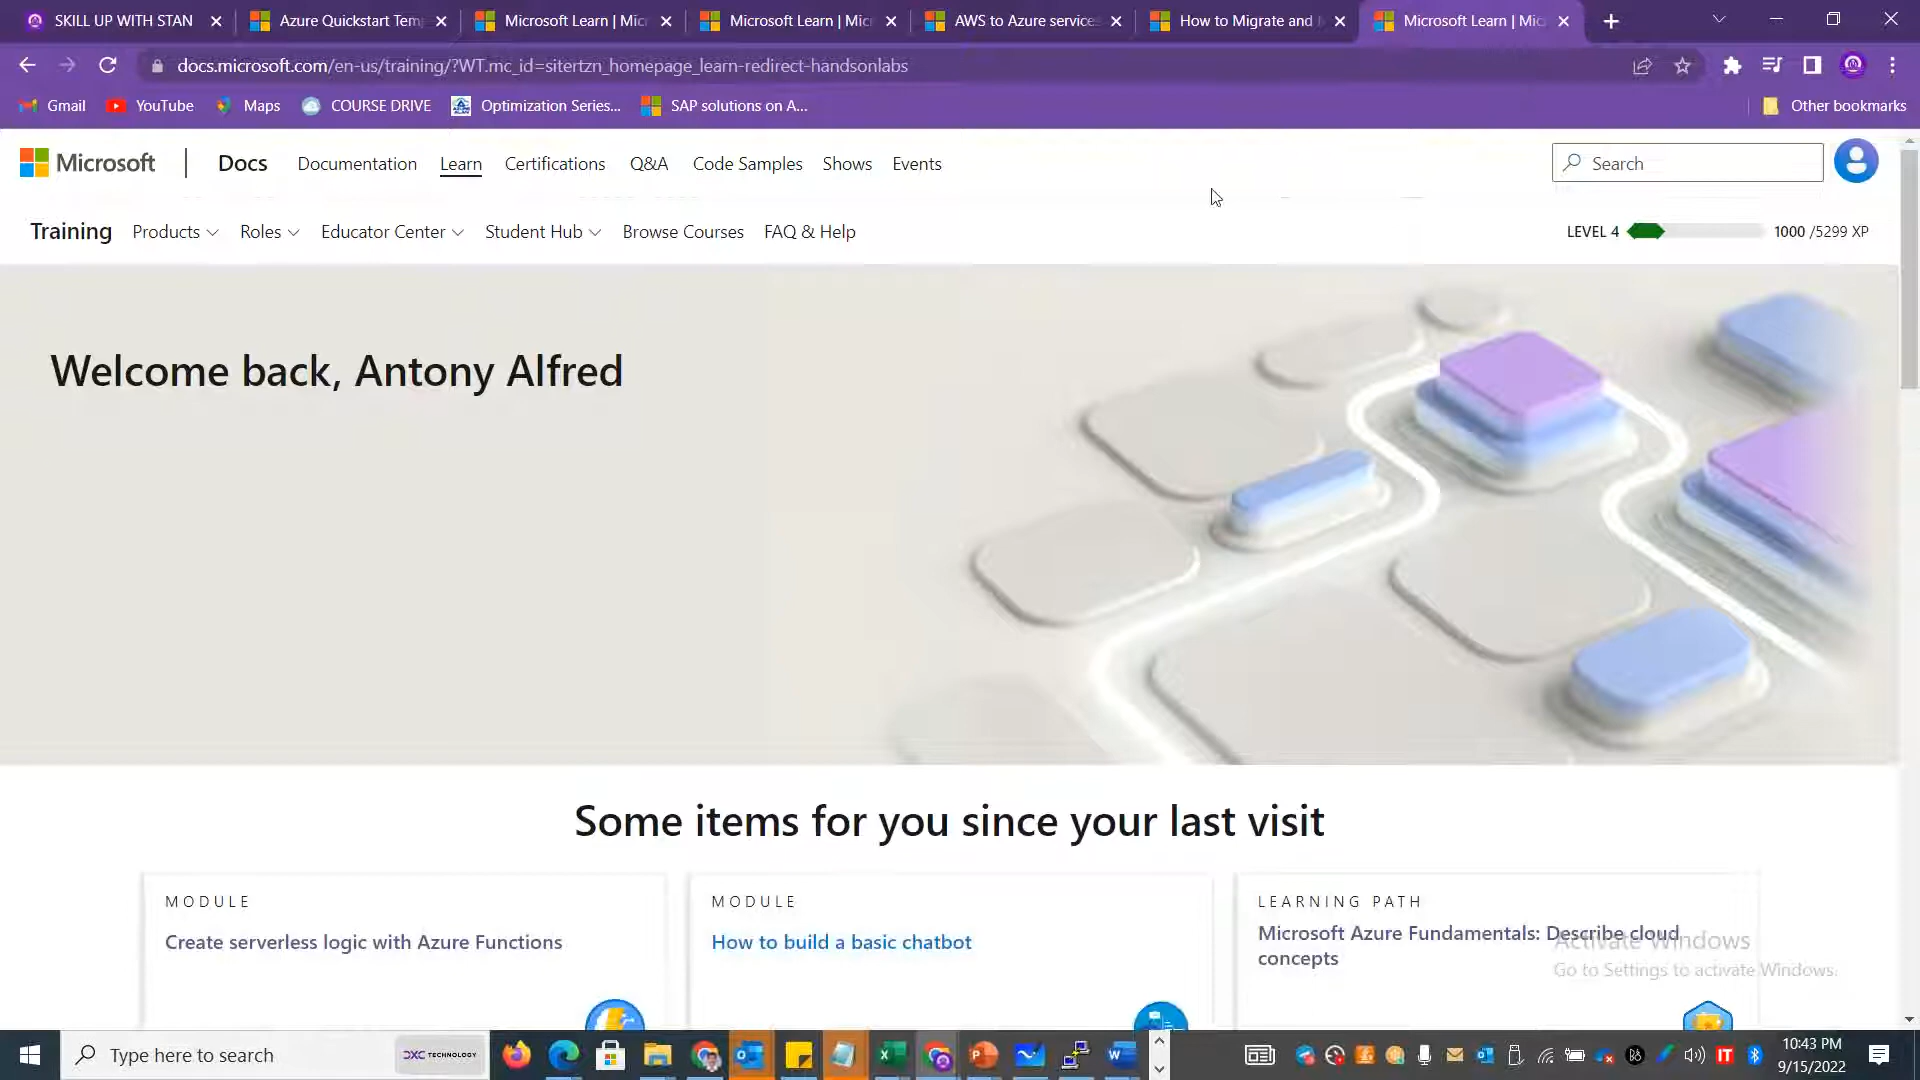 SKILL UP WITH STAN
Azure Quickstart Tem
Microsoft Learn | Mic
Microsoft Learn | Mic
AWS to Azure services
How to Migrate and
Microsoft Learn | Mic
docs.microsoft.com/en-us/training/?WT.mc_id=sitertzn_homepage_learn-redirect-handsonlabs
Gmail YouTube Maps COURSE DRIVE Optimization Series... SAP solutions on A... Other bookmarks
Microsoft Docs Documentation Learn Certifications Q&A Code Samples Shows Events Search
Training Products Roles Educator Center Student Hub Browse Courses FAQ & Help LEVEL 4 1000 /5299 XP
Welcome back, Antony Alfred
Some items for you since your last visit
MODULE
Create serverless logic with Azure Functions
MODULE
How to build a basic chatbot
LEARNING PATH
Microsoft Azure Fundamentals: Describe cloud
concepts
Activate Windows
Go to Settings to activate Windows.
Type here to search DXC TECHNOLOGY
10:43 PM
9/15/2022